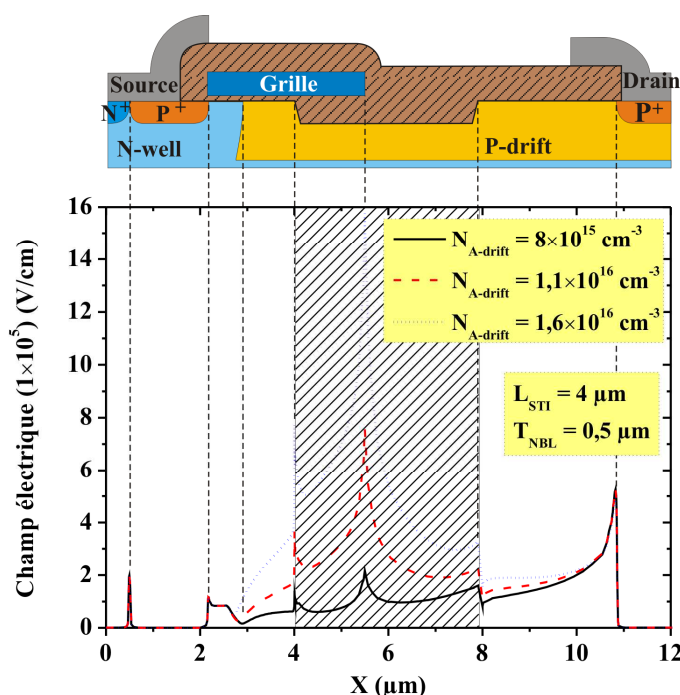 Source
Grille
Drain
N+
P+
P+
N-well
P-drift
16
14
12
10
8
6
4
2
0
Champ électrique (1×10⁵) (V/cm)
N_A-drift = 8×10¹⁵ cm⁻³
N_A-drift = 1,1×10¹⁶ cm⁻³
N_A-drift = 1,6×10¹⁶ cm⁻³
L_STI = 4 µm
T_NBL = 0,5 µm
0 2 4 6 8 10 12
X (µm)